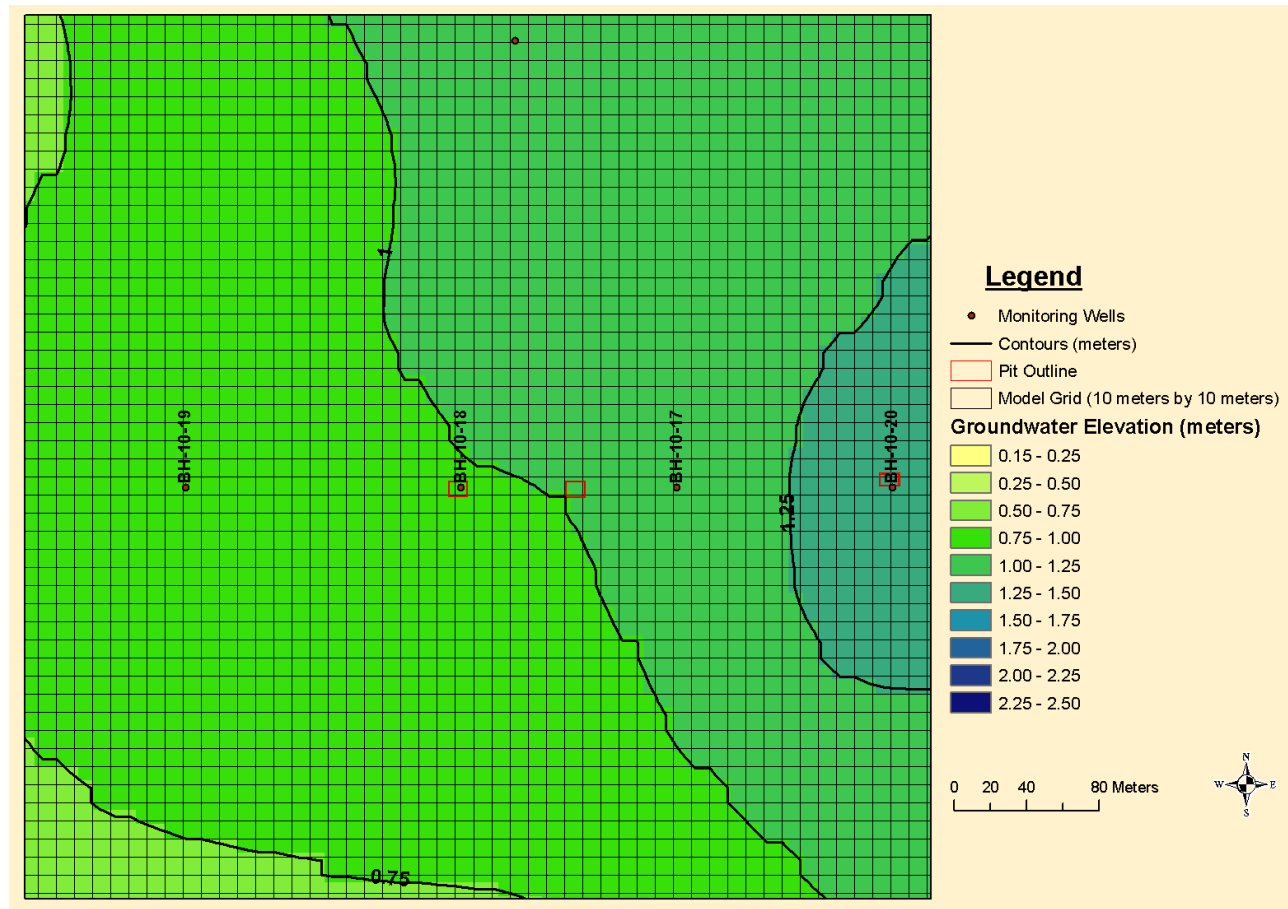 1
BH-10-19
BH-10-18
BH-10-17
BH-10-20
1.25
0.75
Legend
Monitoring Wells
Contours (meters)
Pit Outline
Model Grid (10 meters by 10 meters)
Groundwater Elevation (meters)
0.15 - 0.25
0.25 - 0.50
0.50 - 0.75
0.75 - 1.00
1.00 - 1.25
1.25 - 1.50
1.50 - 1.75
1.75 - 2.00
2.00 - 2.25
2.25 - 2.50
0 20 40 80 Meters
N
W E
S